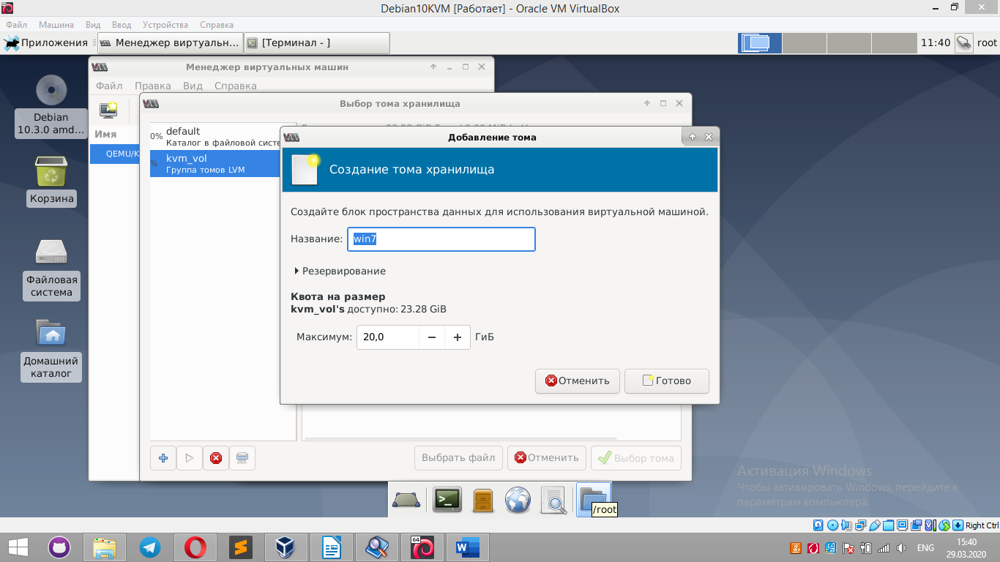 Debian10KVM [Работает] - Oracle VM VirtualBox
Файл Машина Вид Ввод Устройства Справка
Приложения Менеджер виртуальн... [Терминал - ] 11:40 root
Менеджер виртуальных машин
Файл Правка Вид Справка
Debian
10.3.0 amd...
Имя
QEMU/K
Корзина
Файловая
система
Домашний
каталог
Выбор тома хранилища
0% default
Каталог в файловой систе
% kvm_vol
Группа томов LVM
Добавление тома
Создание тома хранилища
Создайте блок пространства данных для использования виртуальной машиной.
Название: win7
Резервирование
Квота на размер
kvm_vol's доступно: 23.28 GiB
Максимум: 20,0 ГиБ
Отменить Готово
Выбрать файл Отменить Выбор тома
Активация Windows
Чтобы активировать Windows, перейдите к
параметрам компьютера.
/root
Right Ctrl
64
ENG 15:40
29.03.2020